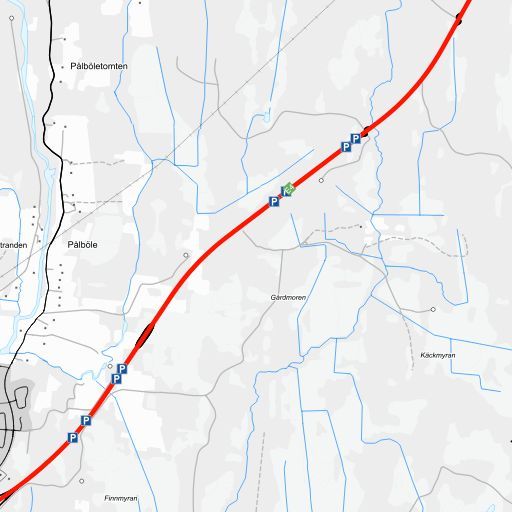 Pålböletomten
tranden
Pålböle
Gärdmoren
Käckmyran
Finnmyran
P
P
P
P
P
P
P